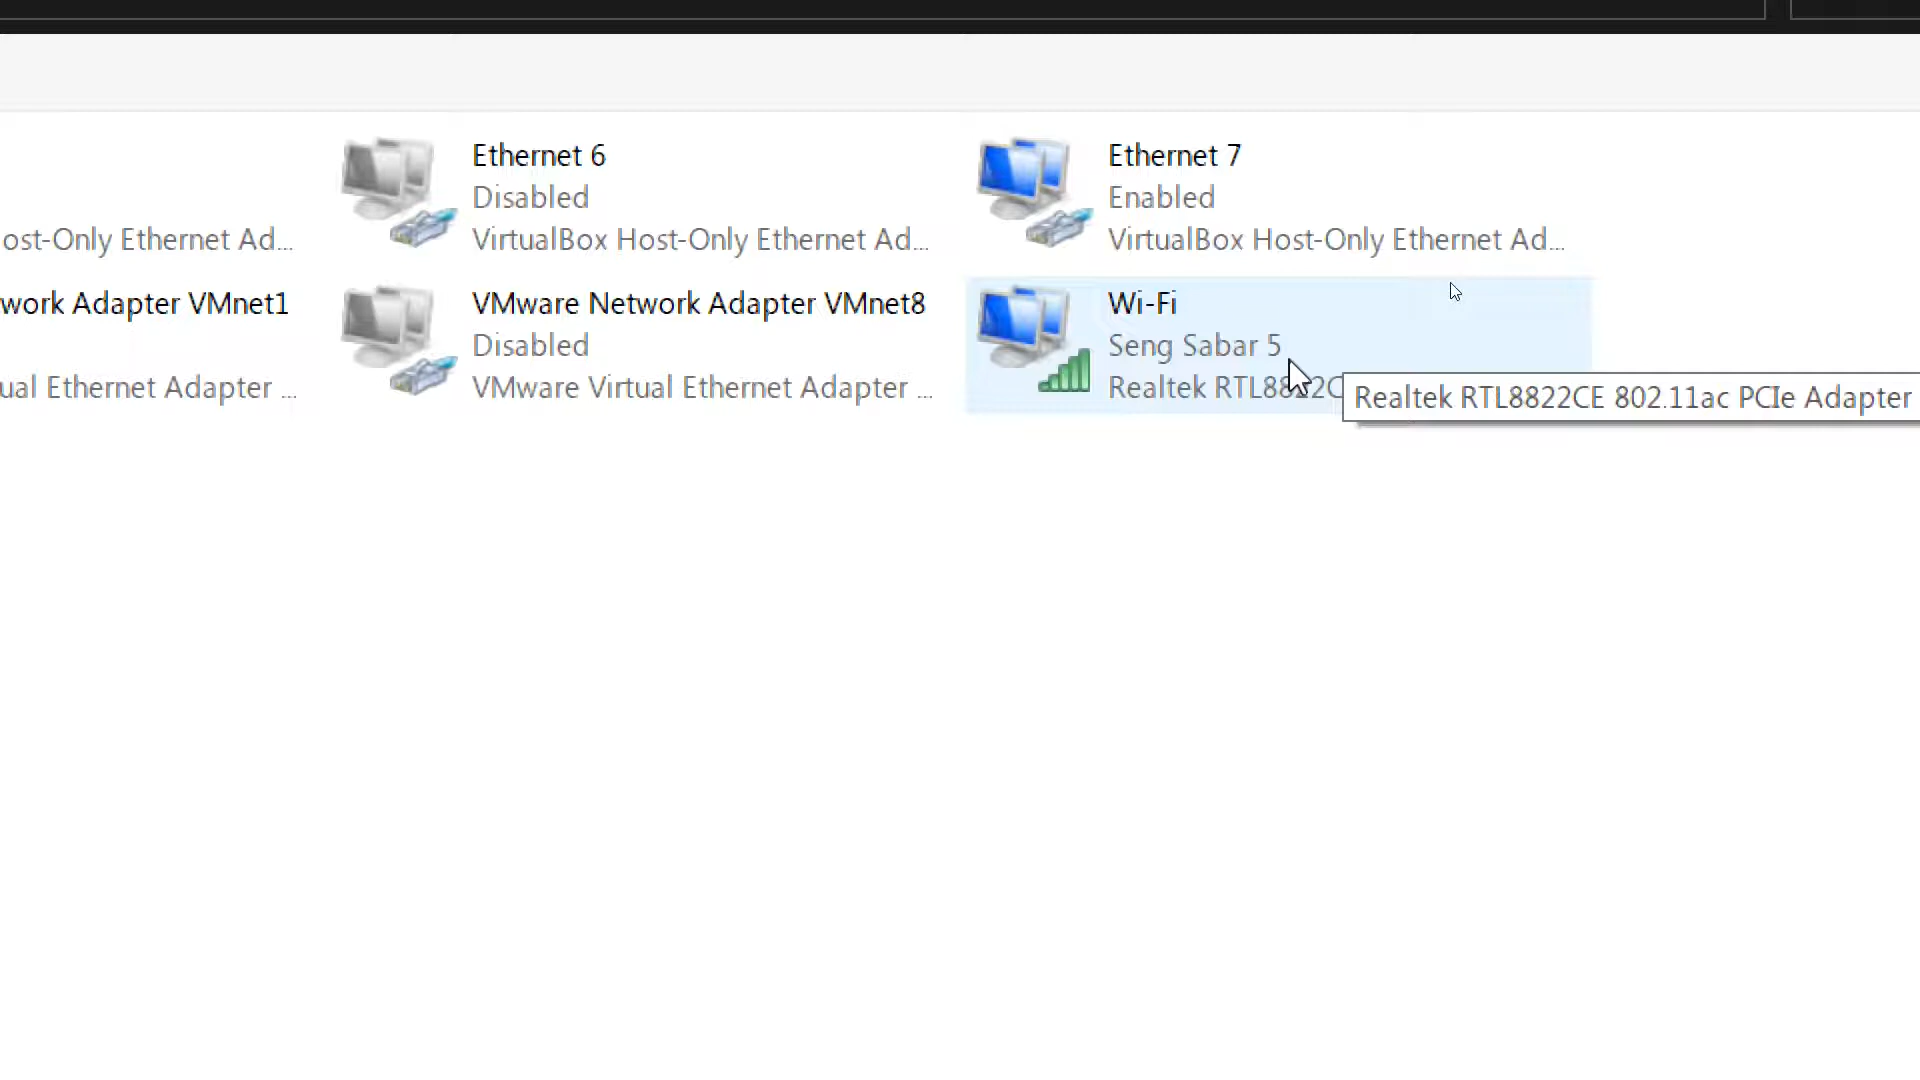 Ethernet 6
Disabled
VirtualBox Host-Only Ethernet Ad...
Ethernet 7
Enabled
VirtualBox Host-Only Ethernet Ad...
ost-Only Ethernet Ad...
work Adapter VMnet1
ual Ethernet Adapter ...
VMware Network Adapter VMnet8
Disabled
VMware Virtual Ethernet Adapter ...
Wi-Fi
Seng Sabar 5
Realtek RTL8822C
Realtek RTL8822CE 802.11ac PCIe Adapter